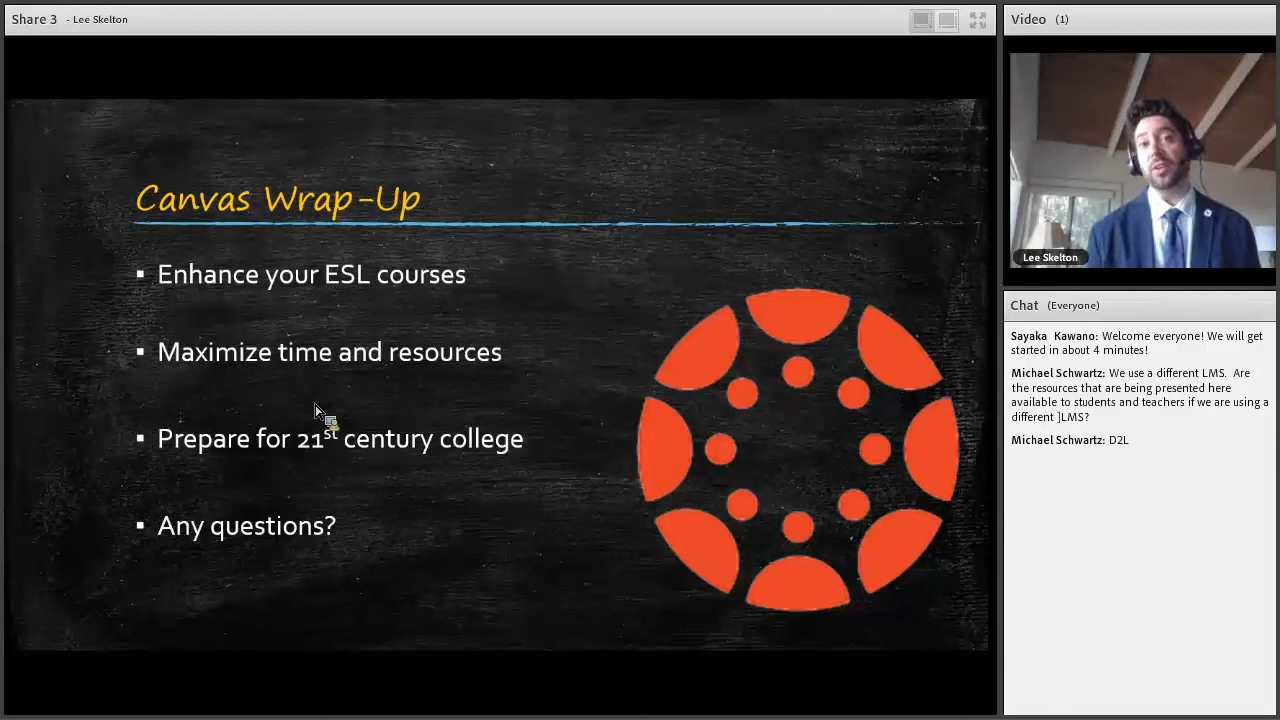 Share 3 - Lee Skelton
Canvas Wrap-Up
▪ Enhance your ESL courses
▪ Maximize time and resources
▪ Prepare for 21st century college
▪ Any questions?
Video (1)
Lee Skelton
Chat (Everyone)
Sayaka Kawano: Welcome everyone! We will get
started in about 4 minutes!
Michael Schwartz: We use a different LMS. Are
the resources that are being presented here
available to students and teachers if we are using a
different ]LMS?
Michael Schwartz: D2L